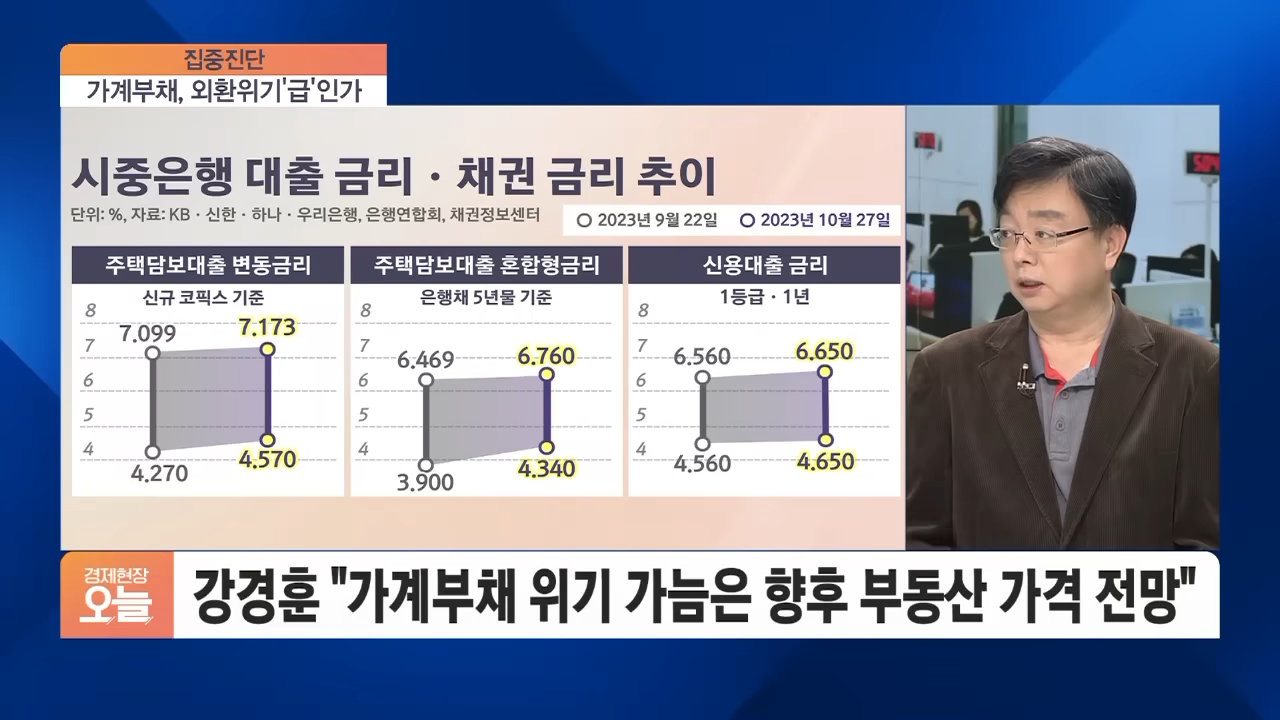 집중진단
가계부채, 외환위기'급'인가
시중은행 대출 금리 · 채권 금리 추이
단위: %, 자료: KB · 신한 · 하나 · 우리은행, 은행연합회, 채권정보센터
2023년 9월 22일 2023년 10월 27일
주택담보대출 변동금리
신규 코픽스 기준
8
7
6
5
4
7.099
7.173
4.270
4.570
주택담보대출 혼합형금리
은행채 5년물 기준
8
7
6
5
4
6.469
6.760
3.900
4.340
신용대출 금리
1등급 · 1년
8
7
6
5
4
6.560
6.650
4.560
4.650
경제현장
오늘
강경훈 "가계부채 위기 가늠은 향후 부동산 가격 전망"